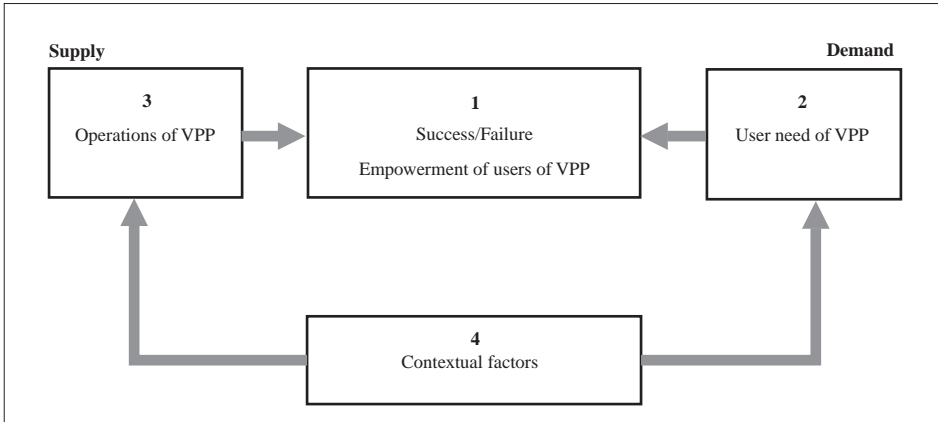 Supply
Demand
3
Operations of VPP
1
Success/Failure
Empowerment of users of VPP
2
User need of VPP
4
Contextual factors